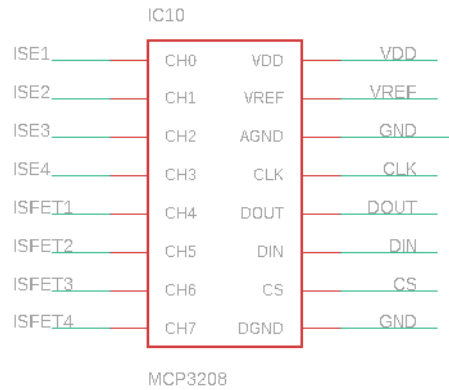 IC10
ISE1 CH0 VDD VDD
ISE2 CH1 VREF VREF
ISE3 CH2 AGND GND
ISE4 CH3 CLK CLK
ISFET1 CH4 DOUT DOUT
ISFET2 CH5 DIN DIN
ISFET3 CH6 CS CS
ISFET4 CH7 DGND GND
MCP3208